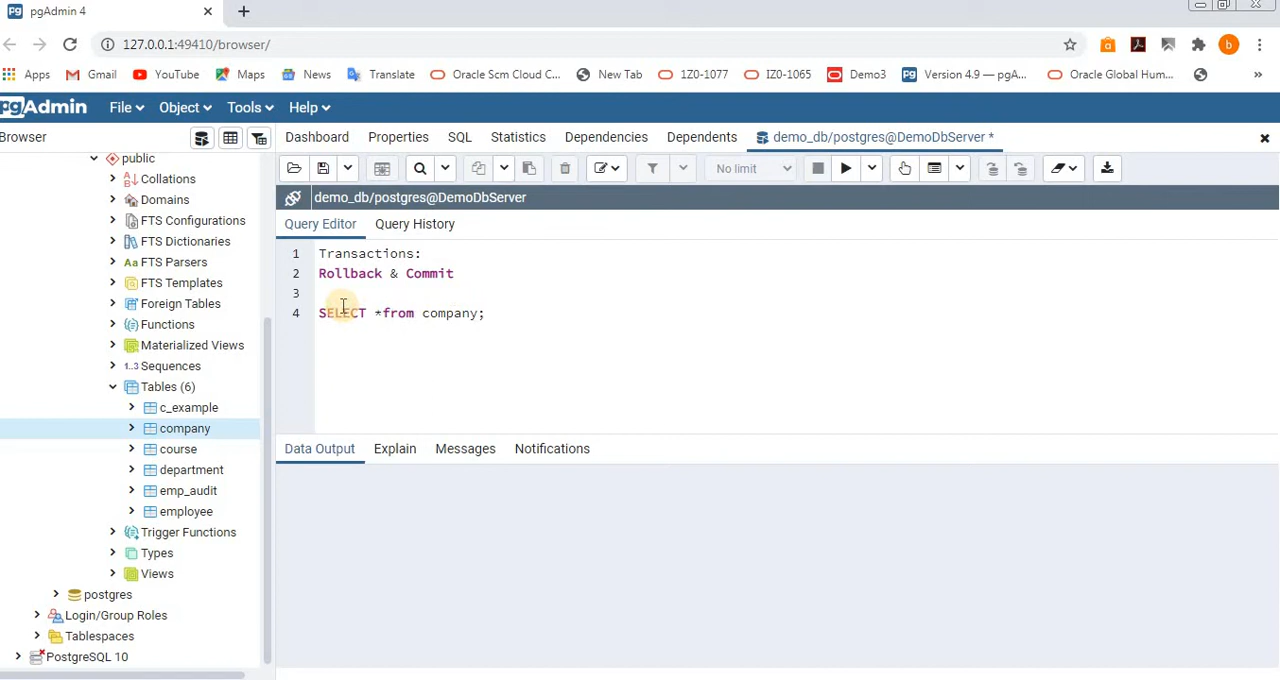 pgAdmin 4
127.0.0.1:49410/browser/
Apps Gmail YouTube Maps News Translate Oracle Scm Cloud C... New Tab 1Z0-1077 IZ0-1065 Demo3 Version 4.9 — pgA... Oracle Global Hum... »
pgAdmin File Object Tools Help
Browser Dashboard Properties SQL Statistics Dependencies Dependents demo_db/postgres@DemoDbServer *
No limit
demo_db/postgres@DemoDbServer
Query Editor Query History
1 Transactions:
2 Rollback & Commit
3
4 SELECT *from company;
public
Collations
Domains
FTS Configurations
FTS Dictionaries
Aa FTS Parsers
FTS Templates
Foreign Tables
Functions
Materialized Views
1..3 Sequences
Tables (6)
c_example
company
course
department
emp_audit
employee
Trigger Functions
Types
Views
postgres
Login/Group Roles
Tablespaces
PostgreSQL 10
Data Output Explain Messages Notifications